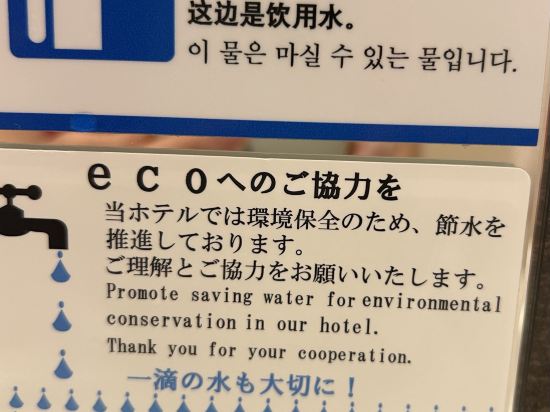 这边是饮用水。
이 물은 마실 수 있는 물입니다.
ecoへのご協力を
当ホテルでは環境保全のため、節水を
推進しております。
ご理解とご協力をお願いいたします。
Promote saving water for environmental
conservation in our hotel.
Thank you for your cooperation.
一滴の水も大切に！